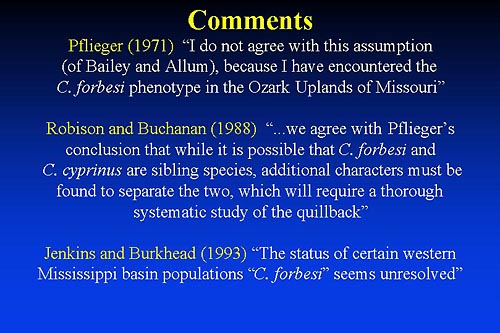 Comments
Pflieger (1971) “I do not agree with this assumption
(of Bailey and Allum), because I have encountered the
C. forbesi phenotype in the Ozark Uplands of Missouri”
Robison and Buchanan (1988) “...we agree with Pflieger’s
conclusion that while it is possible that C. forbesi and
C. cyprinus are sibling species, additional characters must be
found to separate the two, which will require a thorough
systematic study of the quillback”
Jenkins and Burkhead (1993) “The status of certain western
Mississippi basin populations “C. forbesi” seems unresolved”